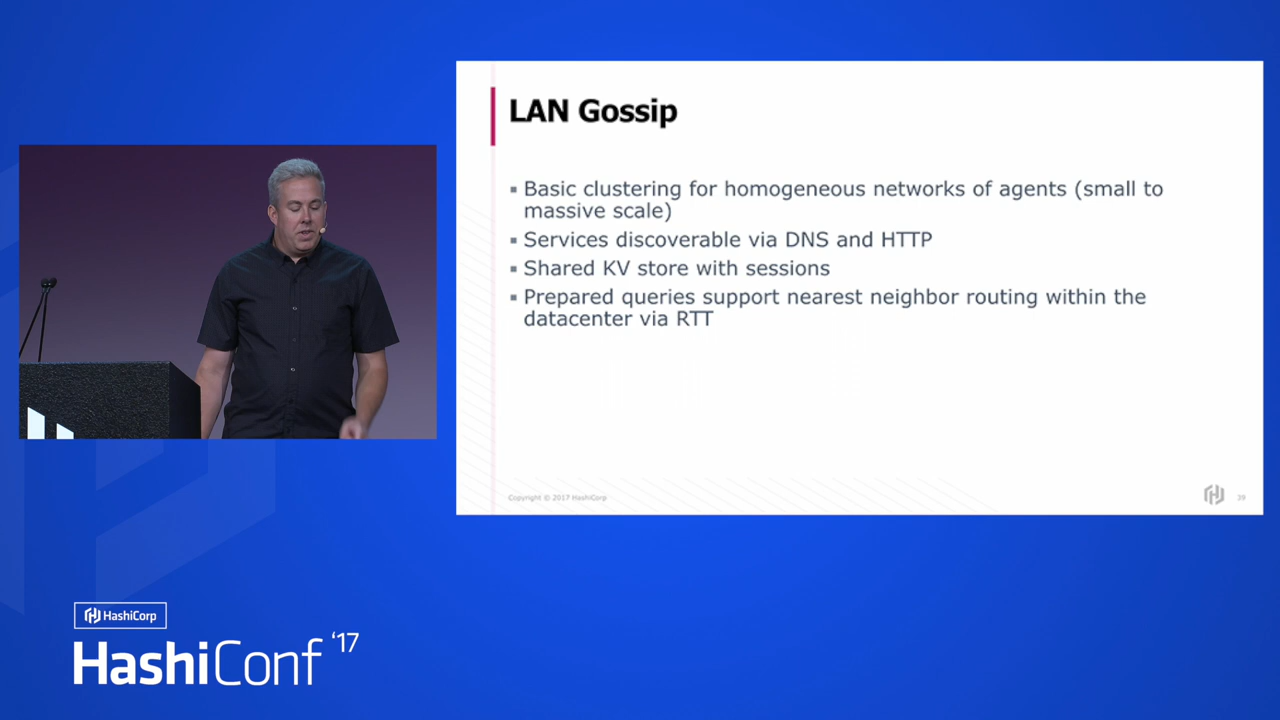 LAN Gossip
Basic clustering for homogeneous networks of agents (small to
massive scale)
Services discoverable via DNS and HTTP
Shared KV store with sessions
Prepared queries support nearest neighbor routing within the
datacenter via RTT
Copyright © 2017 HashiCorp
39
HashiCorp
HashiConf '17